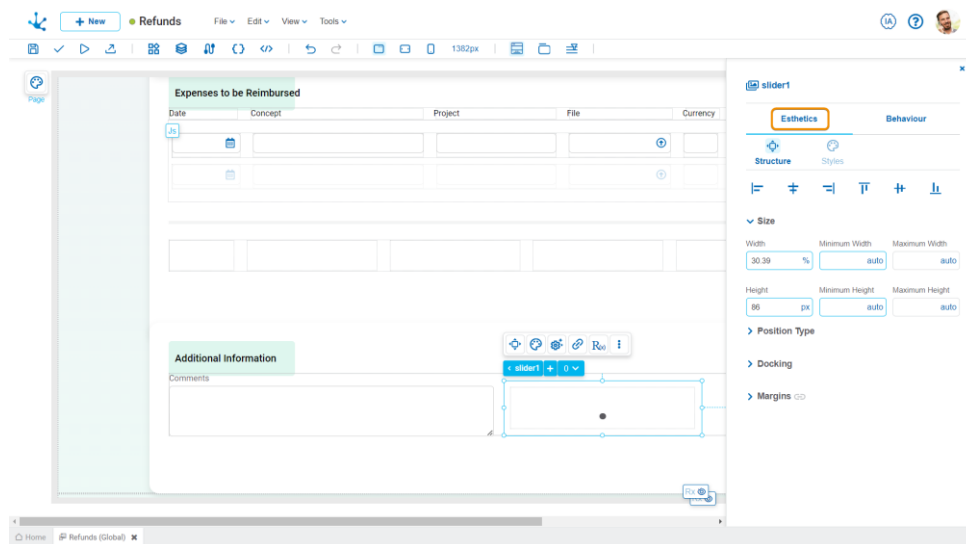 + New
Refunds
File
Edit
View
Tools
IA
?
1382px
Page
Expenses to be Reimbursed
Date
Concept
Project
File
Currency
Js
Additional Information
Comments
slider1 + 0
slider1
Esthetics
Behaviour
Structure
Styles
Size
Width
Minimum Width
Maximum Width
30.39 %
auto
auto
Height
Minimum Height
Maximum Height
86 px
auto
auto
Position Type
Docking
Margins
Rx
Home
Refunds (Global)